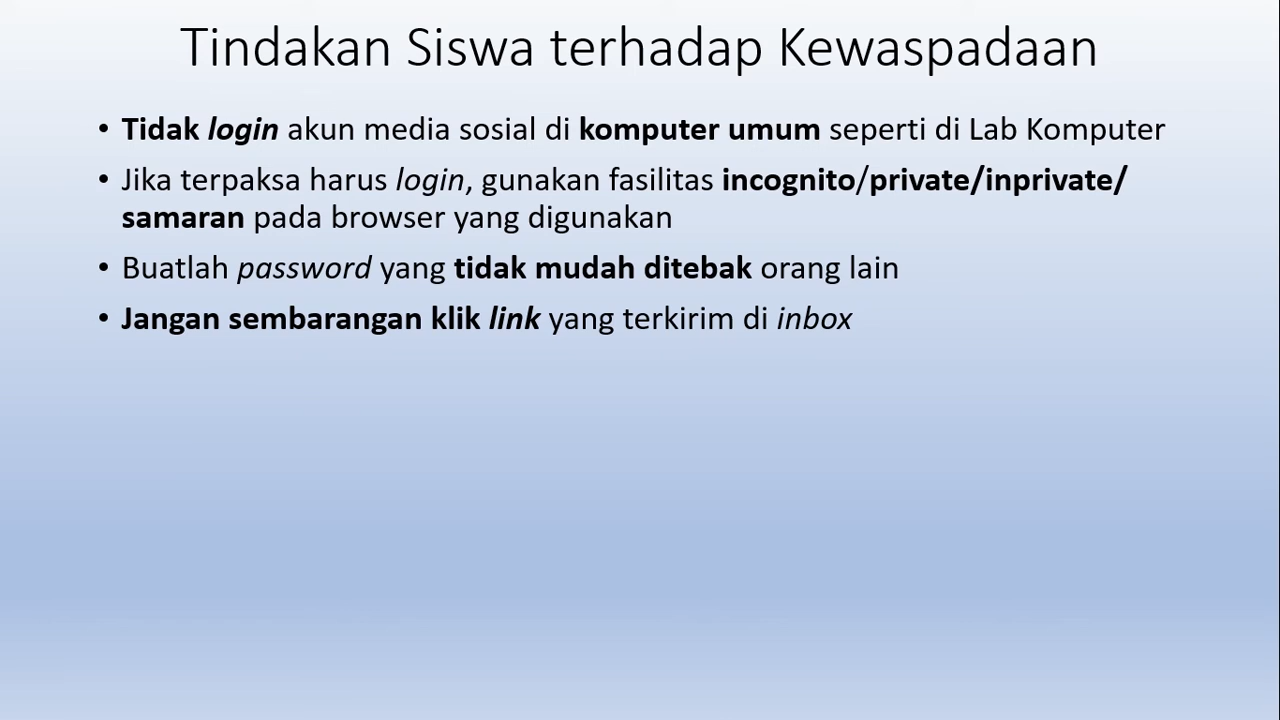 Tindakan Siswa terhadap Kewaspadaan
• Tidak login akun media sosial di komputer umum seperti di Lab Komputer
• Jika terpaksa harus login, gunakan fasilitas incognito/private/inprivate/
samaran pada browser yang digunakan
• Buatlah password yang tidak mudah ditebak orang lain
• Jangan sembarangan klik link yang terkirim di inbox